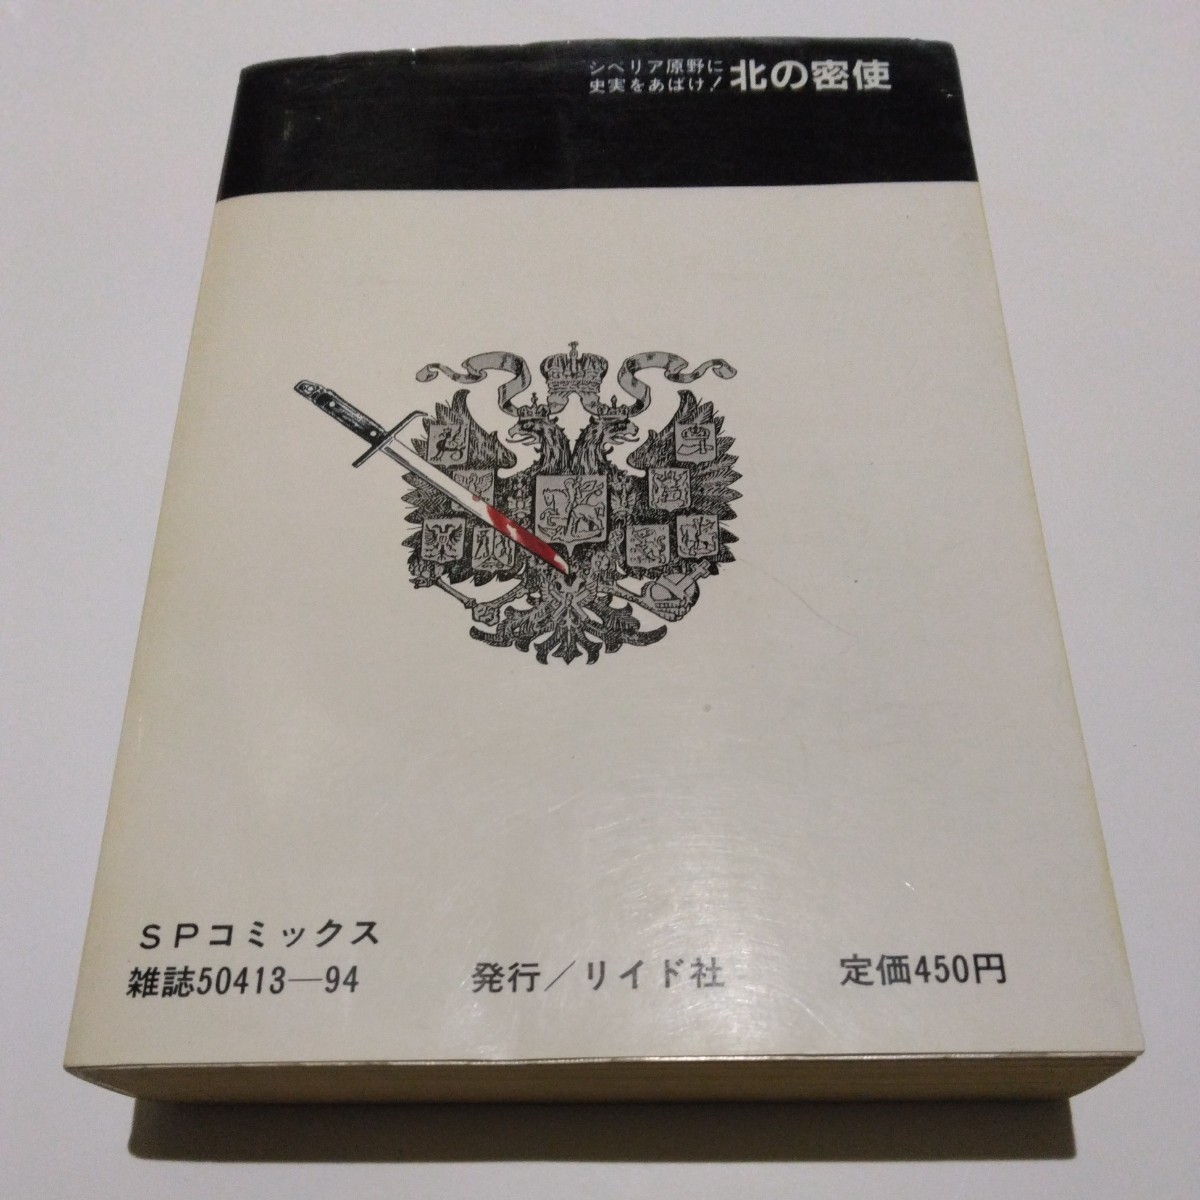 シベリア原野に
史実をあばけ!
北の密使
SPコミックス
雑誌50413—94
発行/リイド社
定価450円